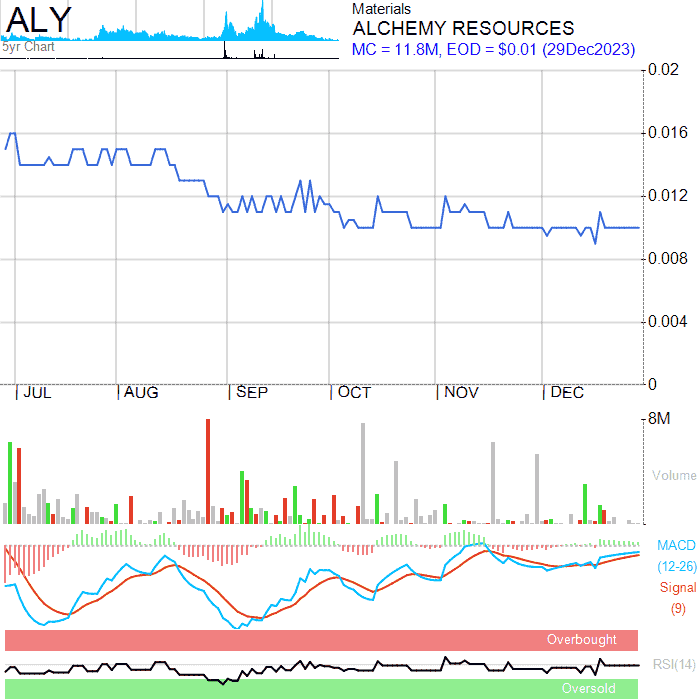 ALY
5yr Chart
Materials
ALCHEMY RESOURCES
MC = 11.8M, EOD = $0.01 (29Dec2023)
0.02
0.016
0.012
0.008
0.004
0
| JUL | AUG | SEP | OCT | NOV | DEC
8M
Volume
MACD
(12-26)
Signal
(9)
Overbought
RSI(14)
Oversold